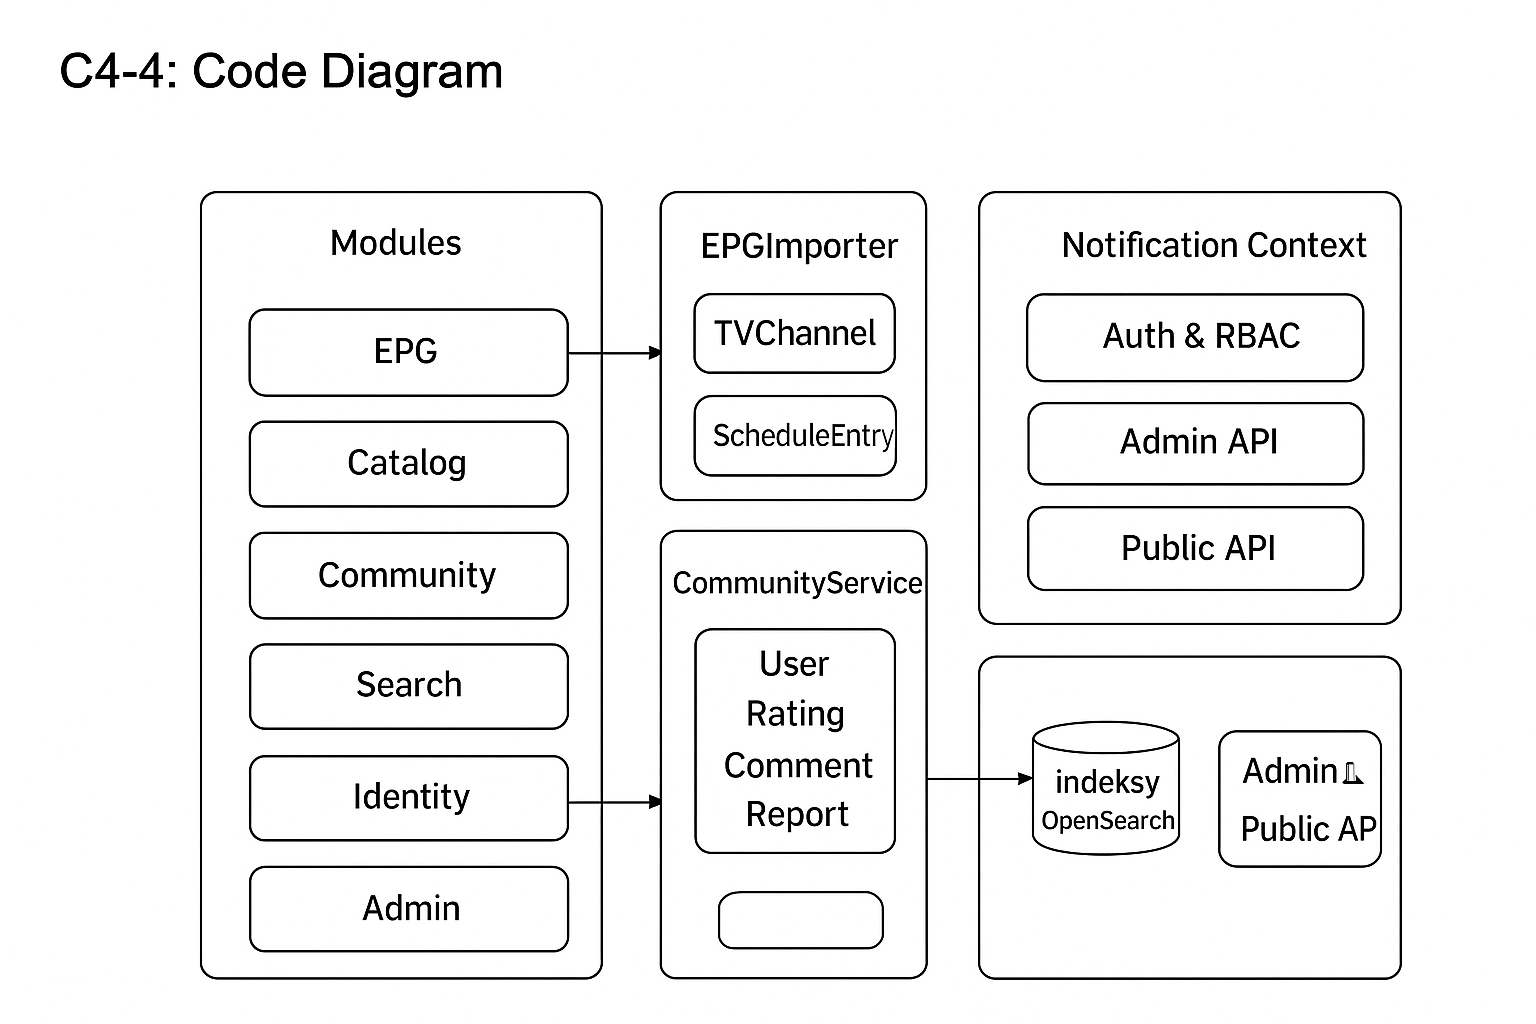 C4-4: Code Diagram
Modules
EPG
Catalog
Community
Search
Identity
Admin
EPGImporter
TVChannel
ScheduleEntry
CommunityService
User
Rating
Comment
Report
Notification Context
Auth & RBAC
Admin API
Public API
indeksy
OpenSearch
Admin
Public AP